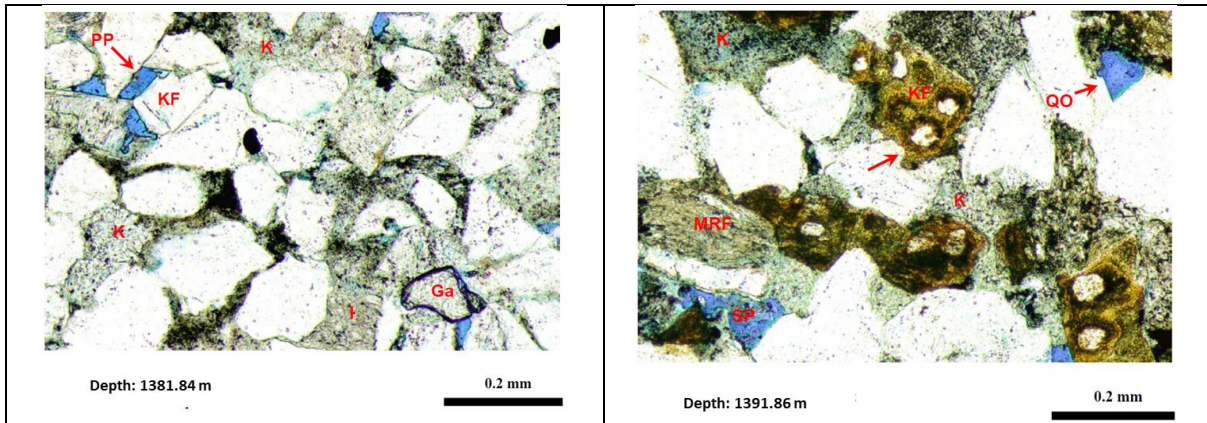 PP
K
KF
K
Ga
I
Depth: 1381.84 m
0.2 mm
K
KF
QO
K
MRF
SP
Depth: 1391.86 m
0.2 mm